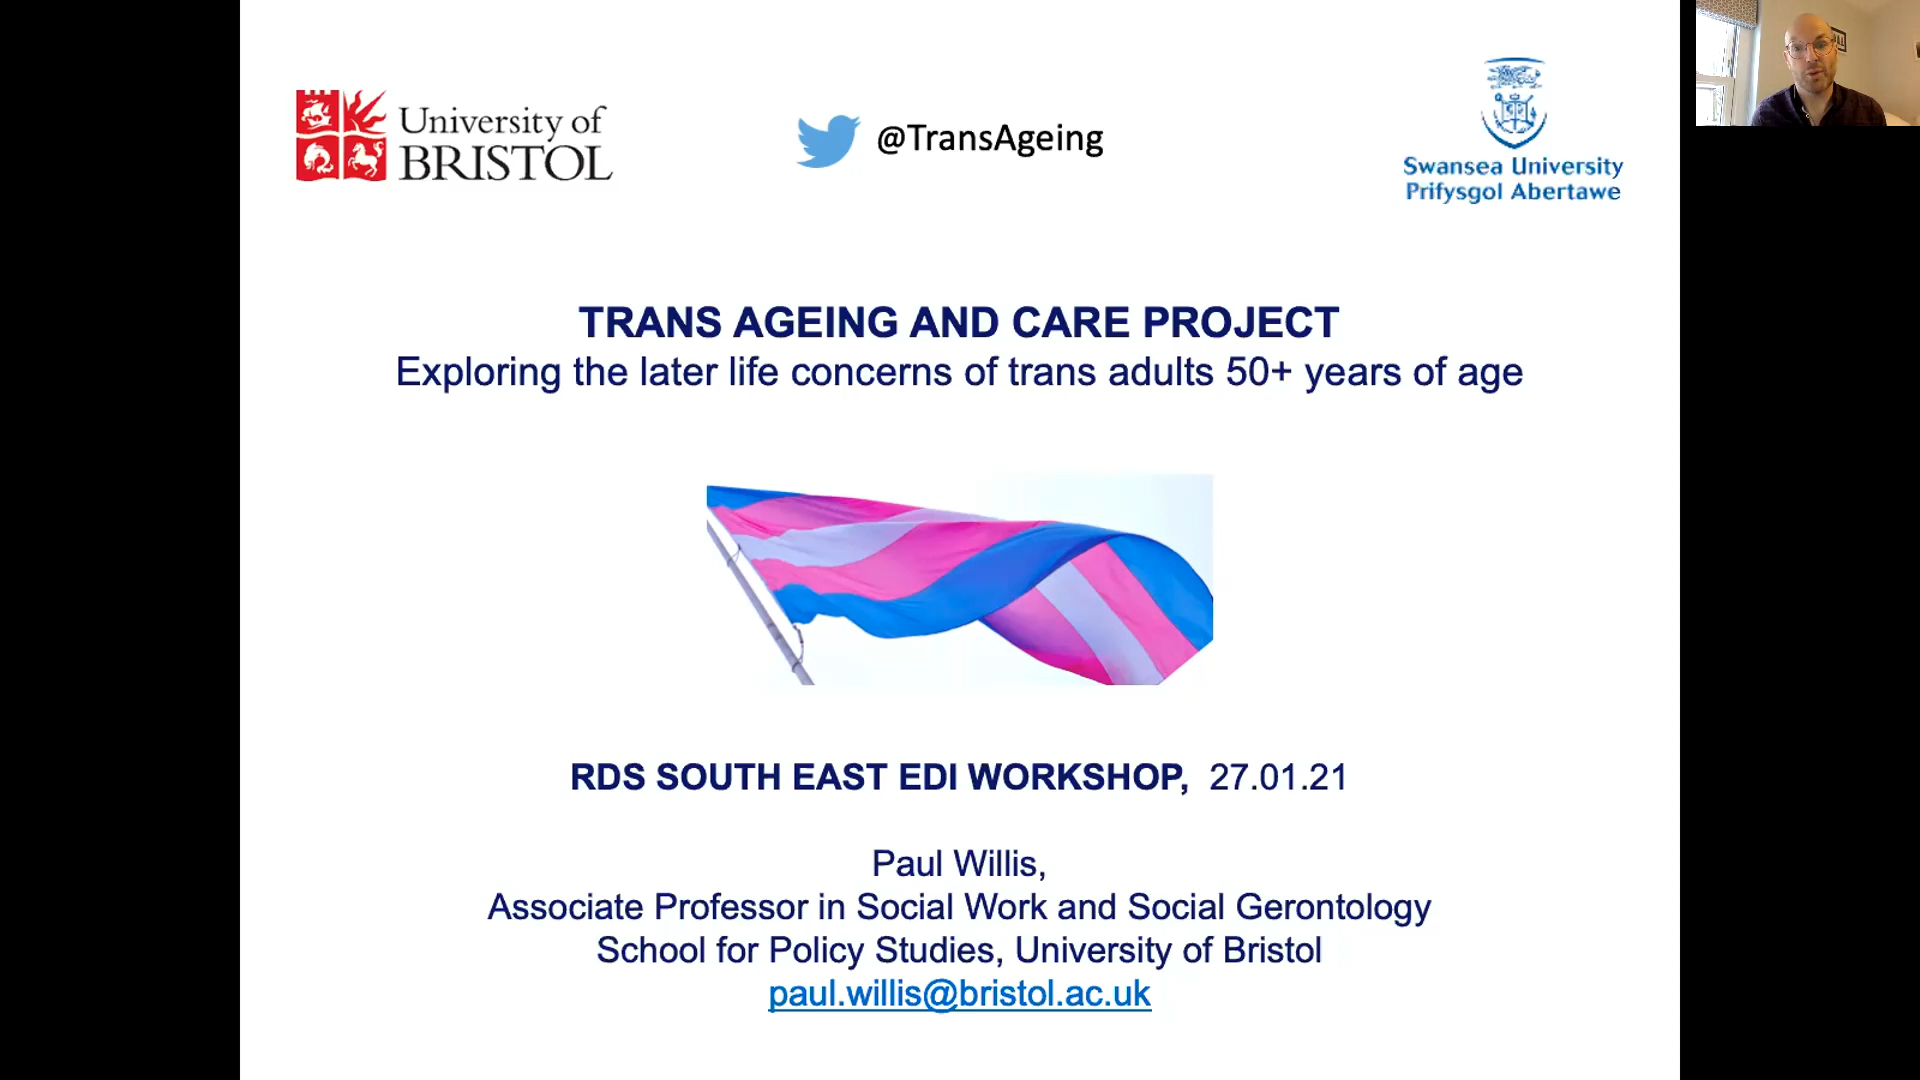 University of
BRISTOL
@TransAgeing
Swansea University
Prifysgol Abertawe
TRANS AGEING AND CARE PROJECT
Exploring the later life concerns of trans adults 50+ years of age
RDS SOUTH EAST EDI WORKSHOP, 27.01.21
Paul Willis,
Associate Professor in Social Work and Social Gerontology
School for Policy Studies, University of Bristol
paul.willis@bristol.ac.uk